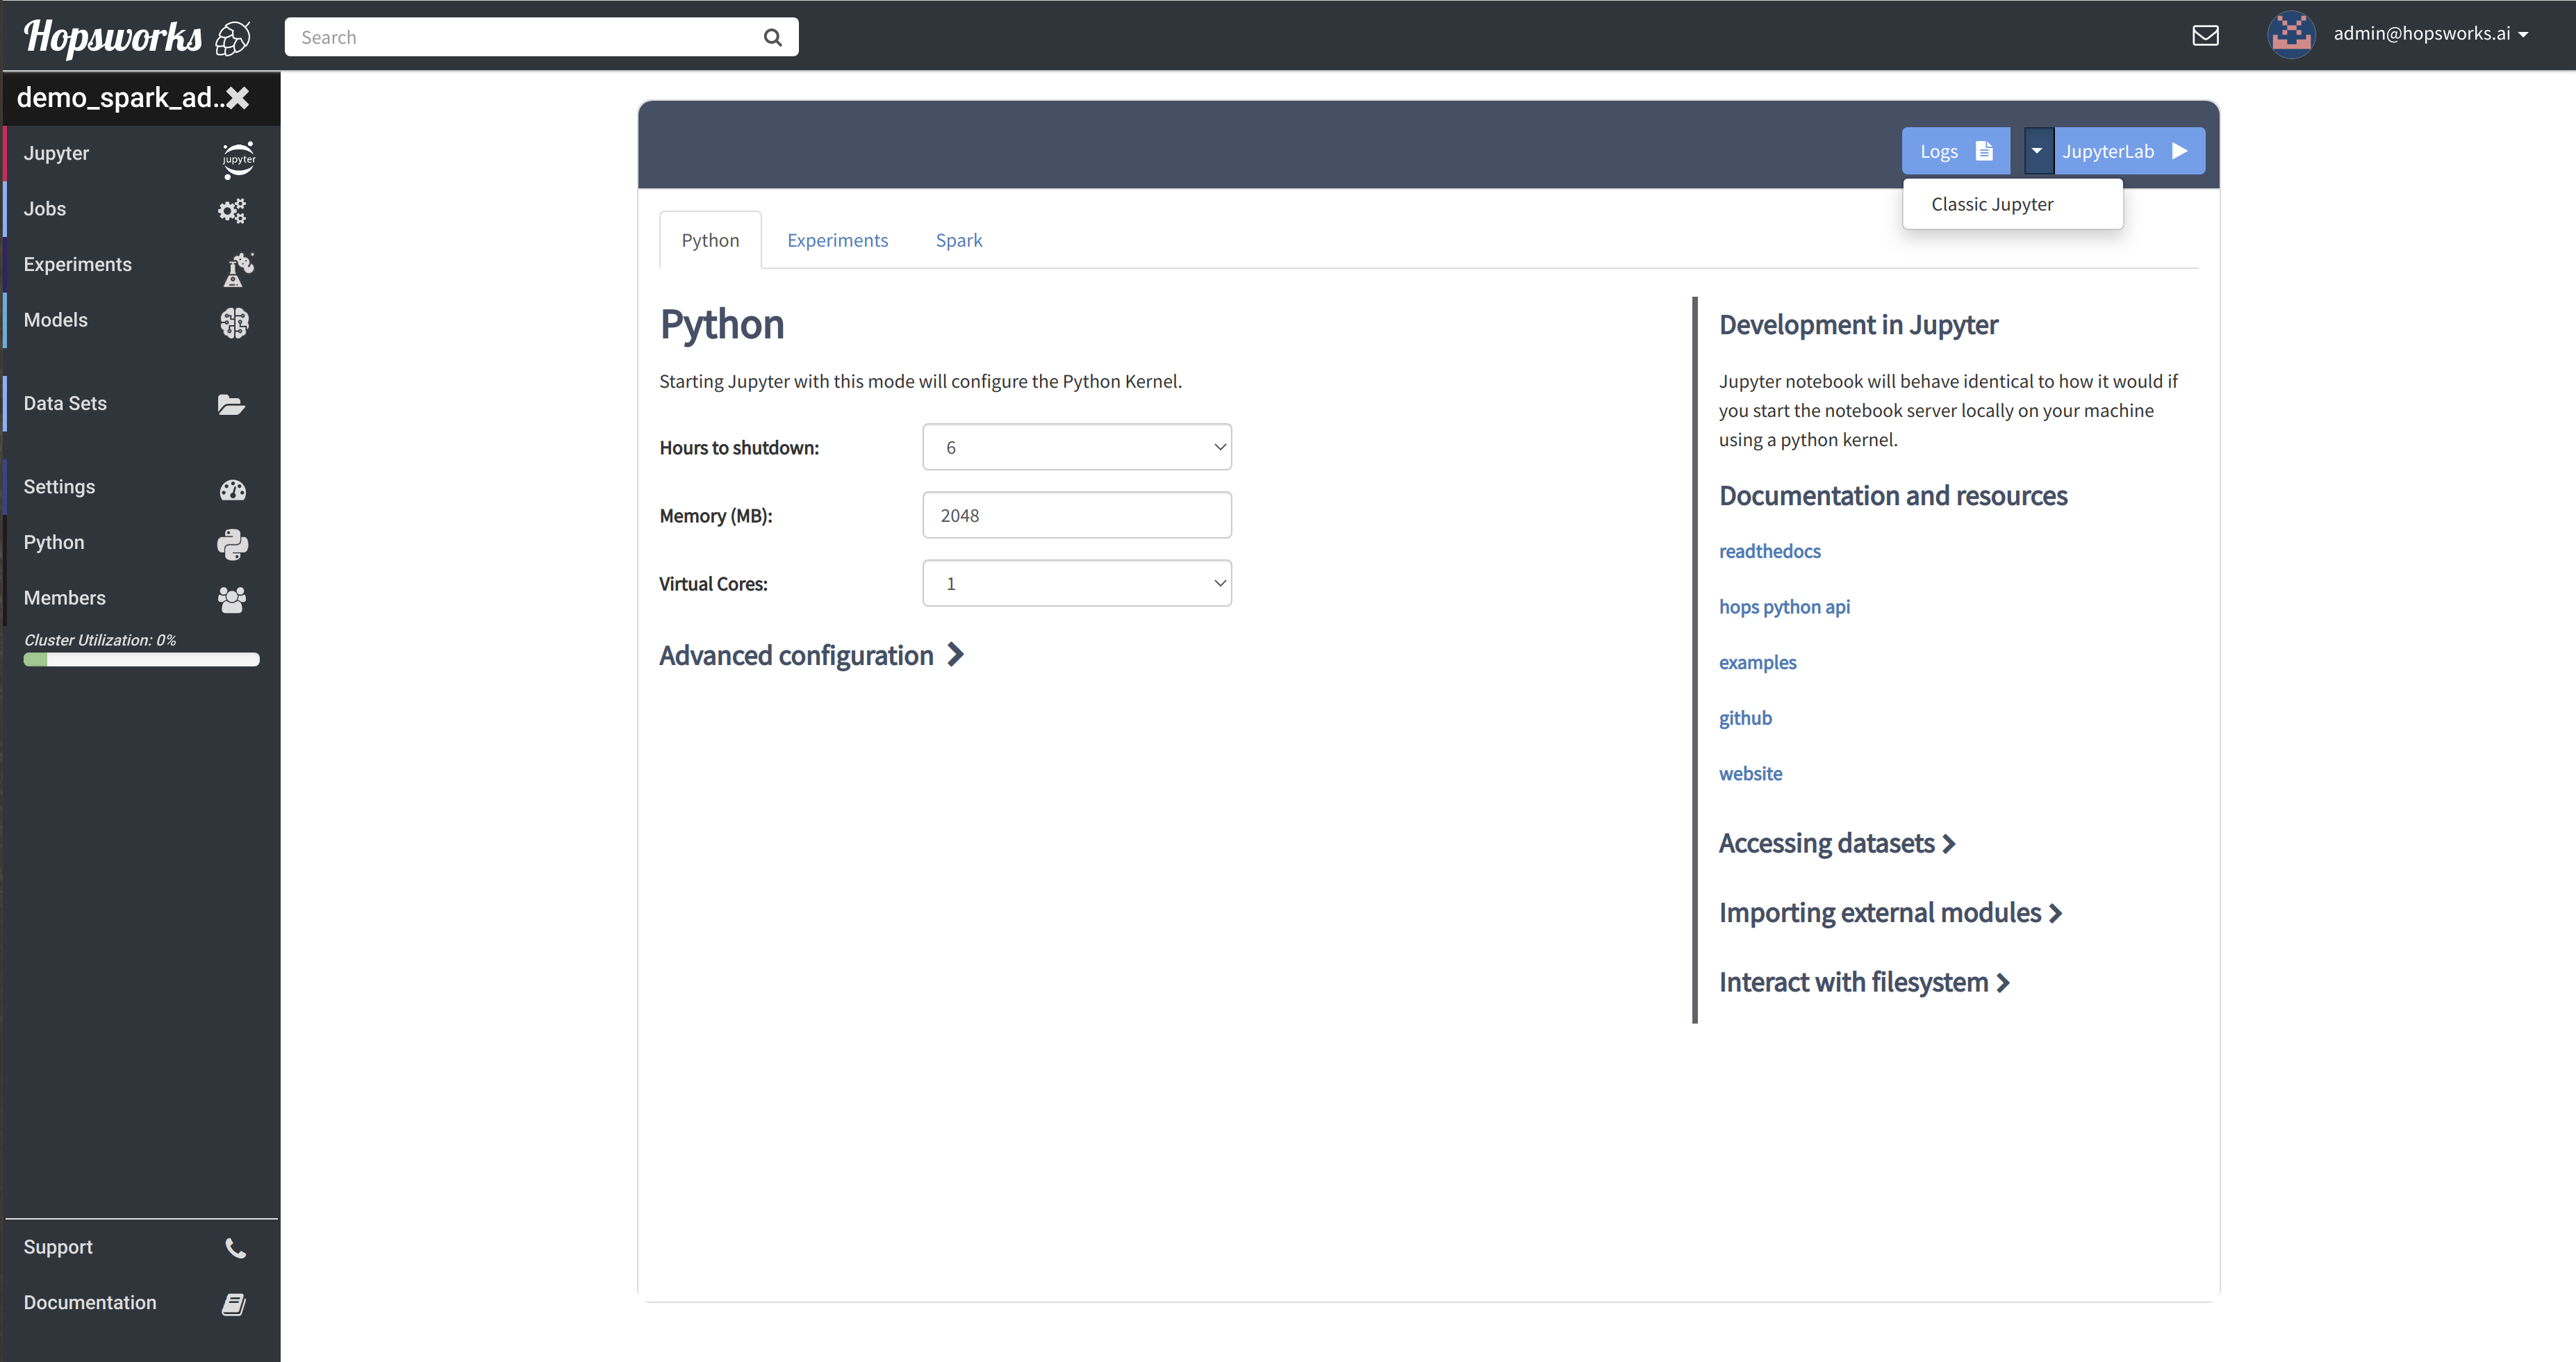 Hopsworks
Search
admin@hopsworks.ai
demo_spark_ad...
Jupyter
jupyter
Jobs
Experiments
Models
Data Sets
Settings
Python
Members
Cluster Utilization: 0%
Support
Documentation
Logs
JupyterLab
Classic Jupyter
Python
Experiments
Spark
Python
Starting Jupyter with this mode will configure the Python Kernel.
Hours to shutdown:
6
Memory (MB):
2048
Virtual Cores:
1
Advanced configuration
Development in Jupyter
Jupyter notebook will behave identical to how it would if
you start the notebook server locally on your machine
using a python kernel.
Documentation and resources
readthedocs
hops python api
examples
github
website
Accessing datasets
Importing external modules
Interact with filesystem